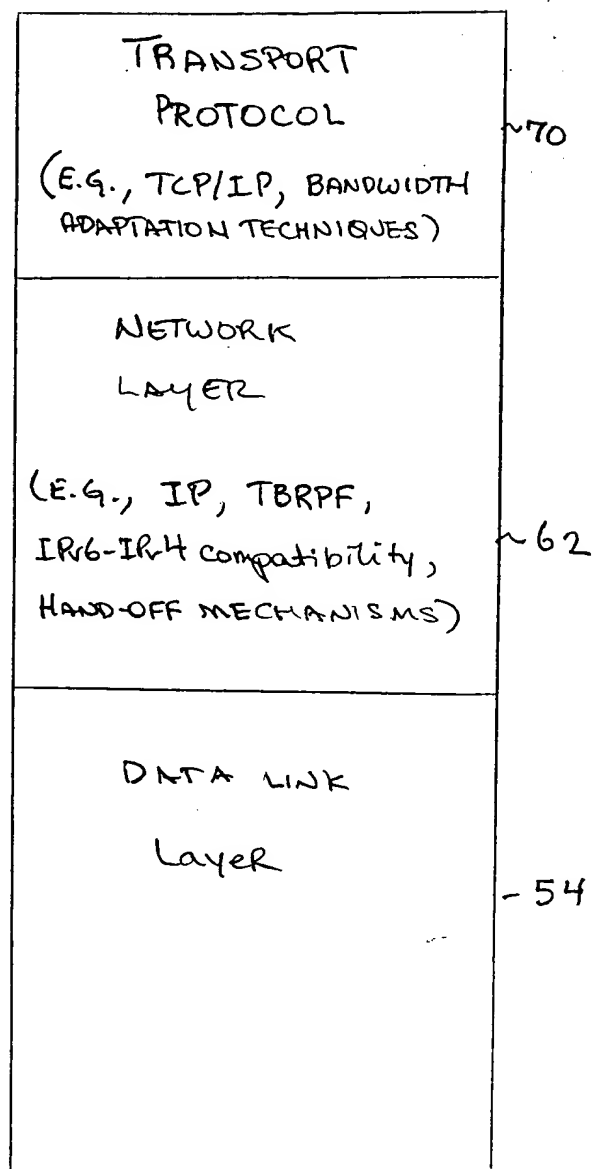 TRANSPORT
PROTOCOL
~70
(E.G., TCP/IP, BANDWIDTH
ADAPTATION TECHNIQUES)
NETWORK
LAYER
(E.G., IP, TBRPF,
IPv6-IPv4 compatibility,
~62
HAND-OFF MECHANISMS)
DATA LINK
Layer
- 54